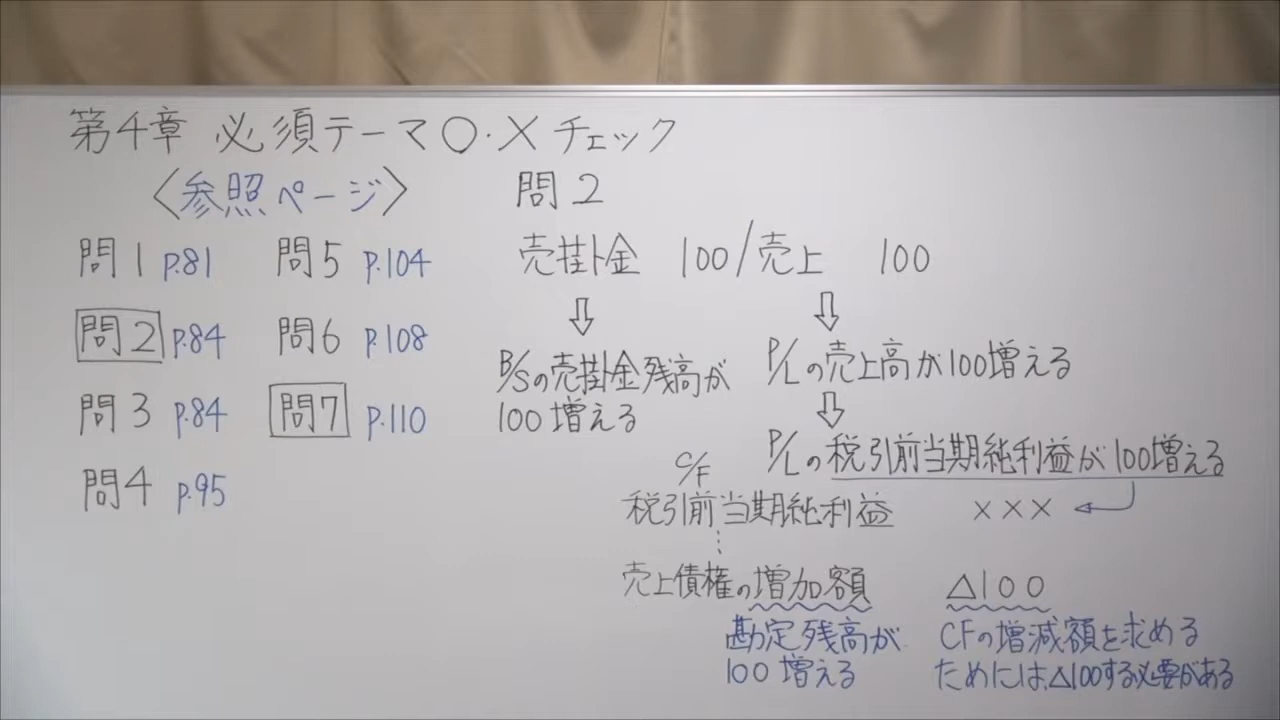 第4章 必須テーマ○・×チェック
〈参照ページ〉
問1 P.81
問2 P.84
問3 P.84
問4 P.95
問5 P.104
問6 P.108
問7 P.110
問2
売掛金 100/売上 100
⇩
B/Sの売掛金残高が
100増える
⇩
P/Lの売上高が100増える
⇩
P/Lの税引前当期純利益が100増える
C/F
税引前当期純利益 ×××
⋮
売上債権の増加額 △100
勘定残高が
100増える
CFの増減額を求める
ためには、△100する必要がある